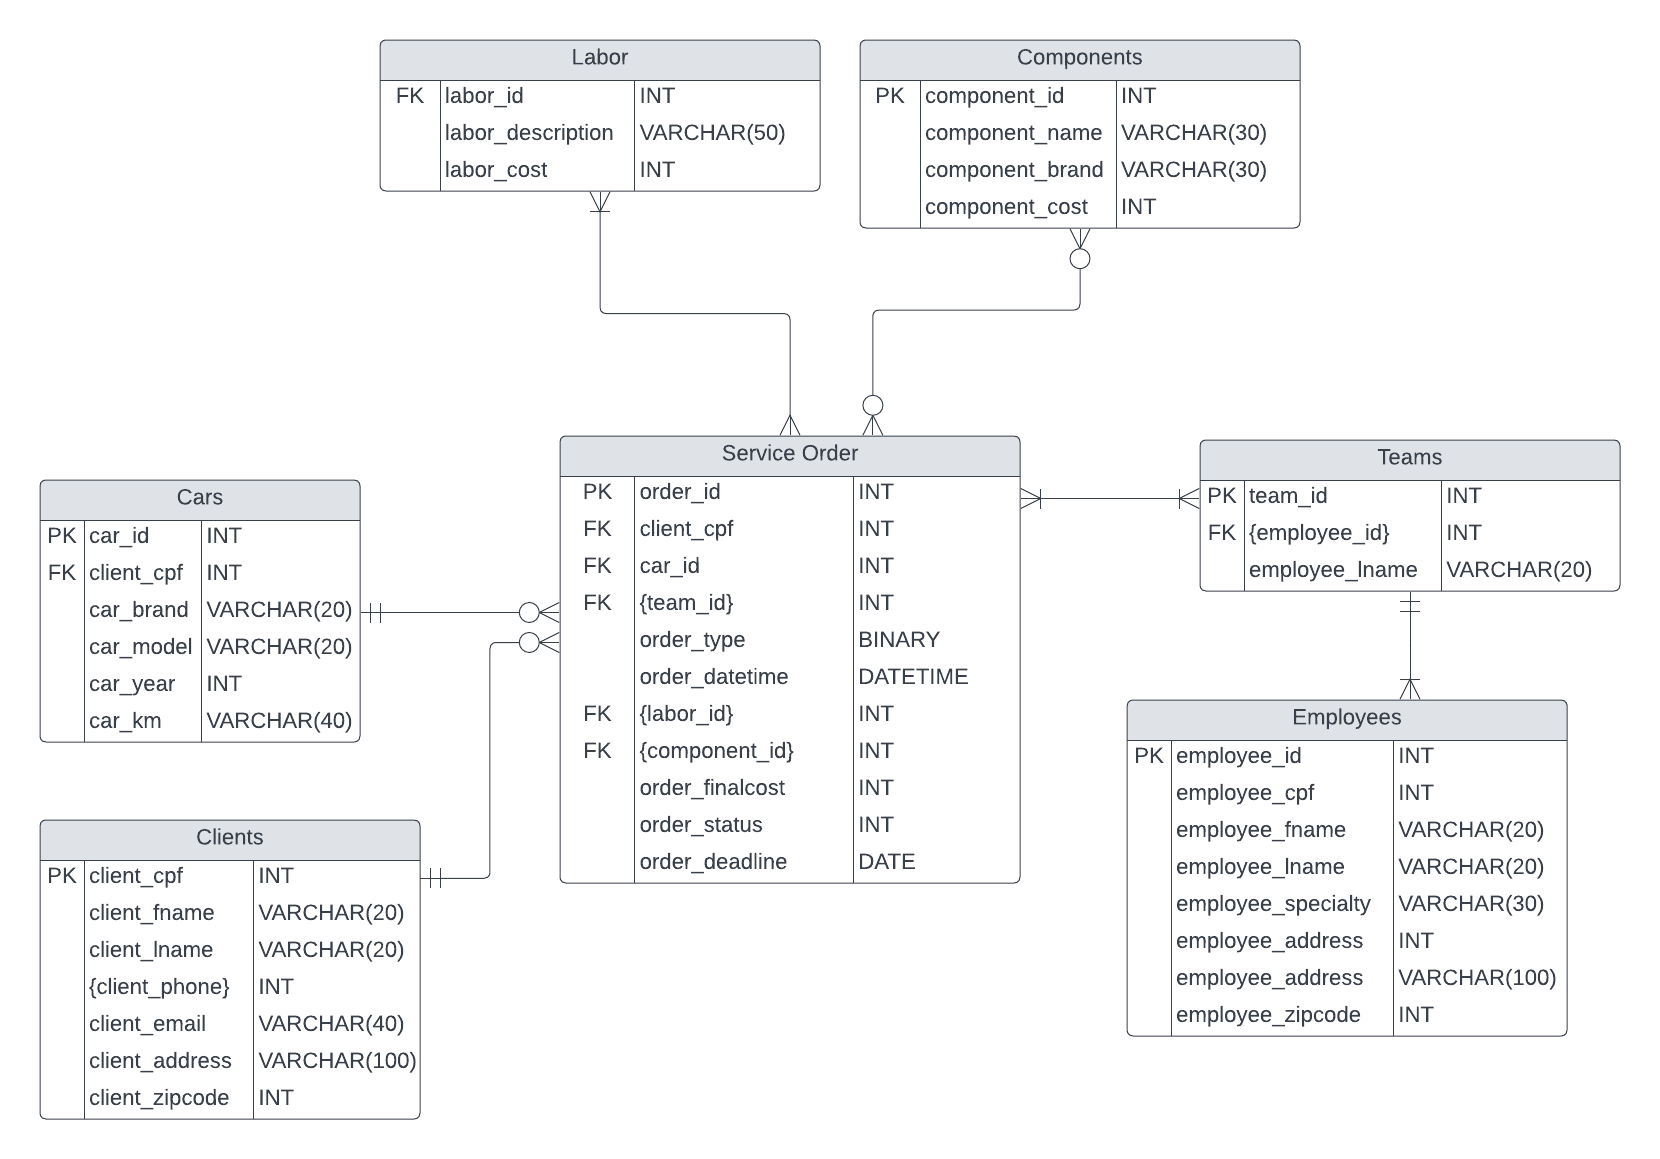 Labor
FK labor_id INT
labor_description VARCHAR(50)
labor_cost INT
Components
PK component_id INT
component_name VARCHAR(30)
component_brand VARCHAR(30)
component_cost INT
Service Order
PK order_id INT
FK client_cpf INT
FK car_id INT
FK {team_id} INT
order_type BINARY
order_datetime DATETIME
FK {labor_id} INT
FK {component_id} INT
order_finalcost INT
order_status INT
order_deadline DATE
Teams
PK team_id INT
FK {employee_id} INT
employee_lname VARCHAR(20)
Cars
PK car_id INT
FK client_cpf INT
car_brand VARCHAR(20)
car_model VARCHAR(20)
car_year INT
car_km VARCHAR(40)
Employees
PK employee_id INT
employee_cpf INT
employee_fname VARCHAR(20)
employee_lname VARCHAR(20)
employee_specialty VARCHAR(30)
employee_address INT
employee_address VARCHAR(100)
employee_zipcode INT
Clients
PK client_cpf INT
client_fname VARCHAR(20)
client_lname VARCHAR(20)
{client_phone} INT
client_email VARCHAR(40)
client_address VARCHAR(100)
client_zipcode INT